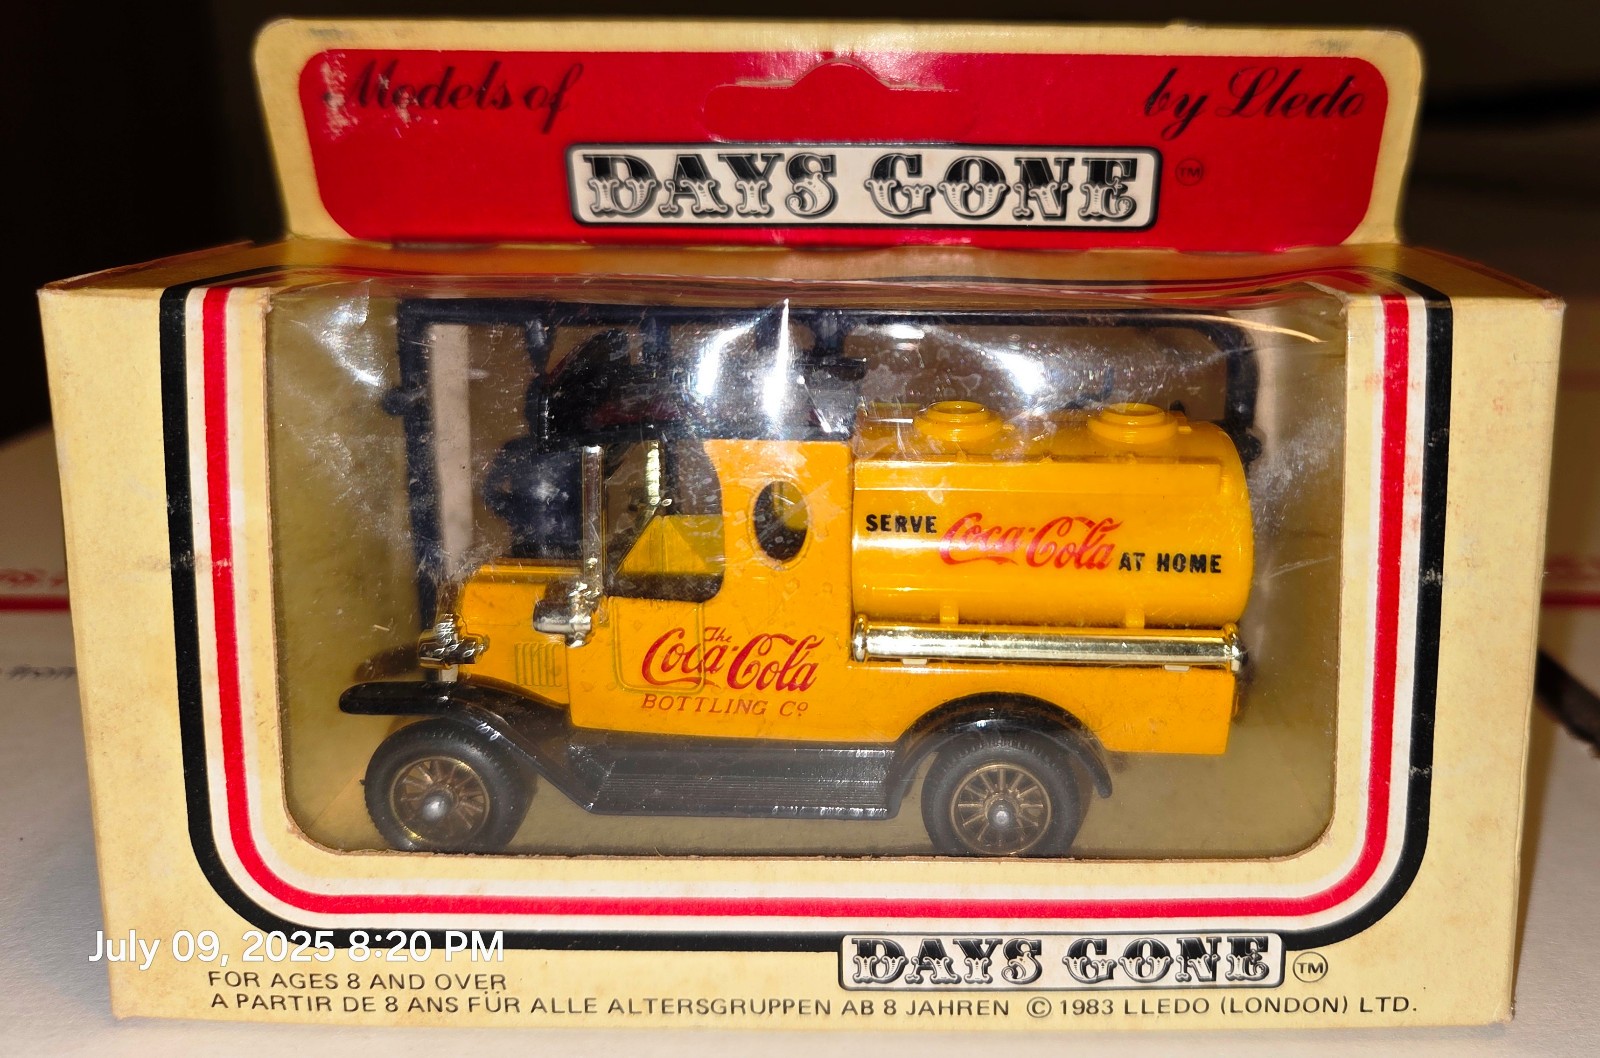 Models of
by Lledo
DAYS GONE
TM
SERVE Coca-Cola AT HOME
The
Coca-Cola
BOTTLING Co
July 09, 2025 8:20 PM
DAYS GONE TM
FOR AGES 8 AND OVER
A PARTIR DE 8 ANS FÜR ALLE ALTERSGRUPPEN AB 8 JAHREN © 1983 LLEDO (LONDON) LTD.